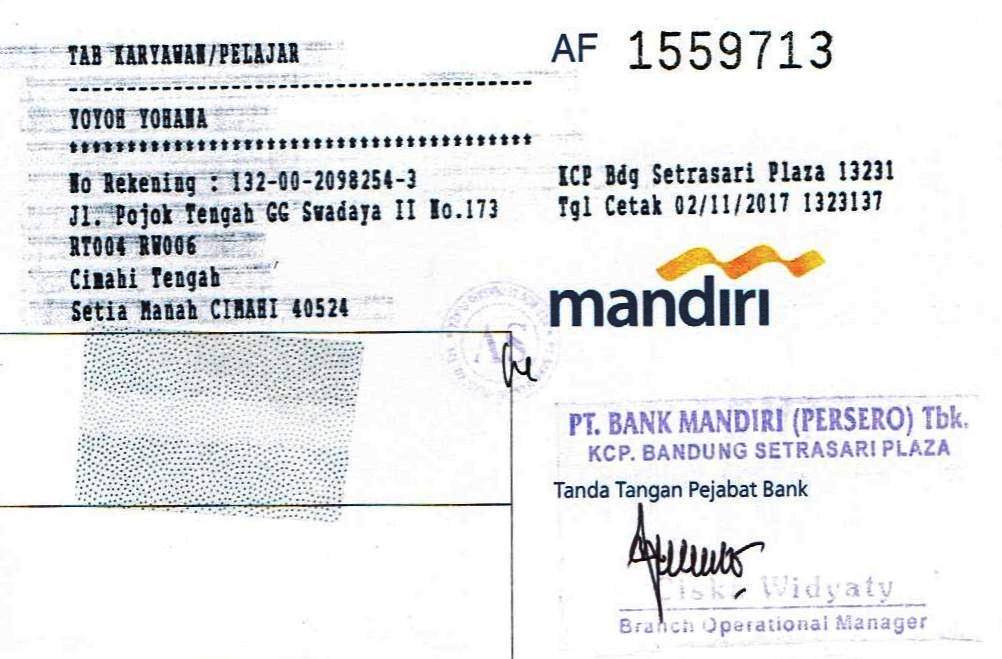 TAB KARYAWAN/PELAJAR
AF 1559713
----------------------------------------
YOYOH YOHANA
****************************************
No Rekening : 132-00-2098254-3
Jl. Pojok Tengah GG Swadaya II No.173
RT004 RW006
Cimahi Tengah
Setia Manah CIMAHI 40524
KCP Bdg Setrasari Plaza 13231
Tgl Cetak 02/11/2017 1323137
mandırı
AS
PT. BANK MANDIRI (PERSERO) Tbk.
KCP. BANDUNG SETRASARI PLAZA
Tanda Tangan Pejabat Bank
Ciska Widyaty
Branch Operational Manager